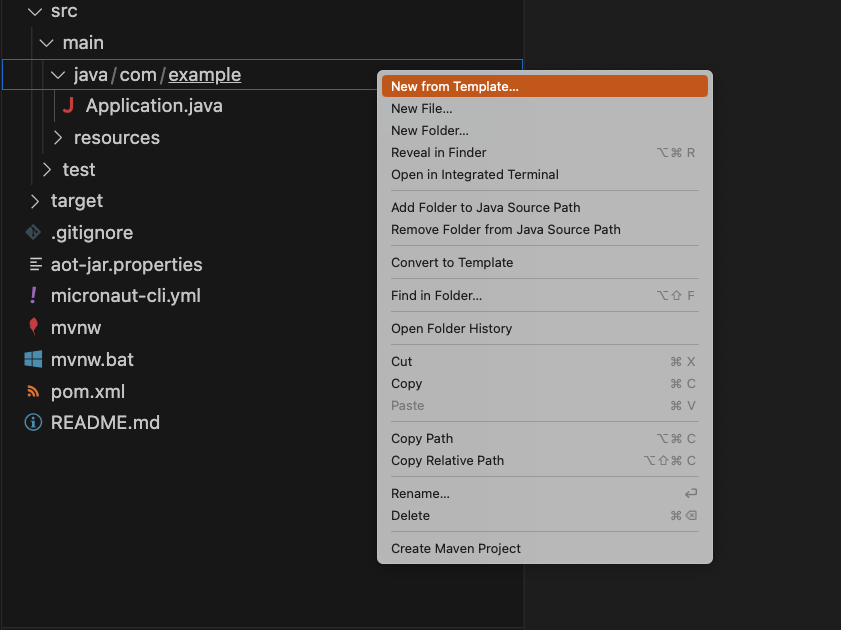 src
main
java/com/example
J Application.java
resources
test
target
.gitignore
aot-jar.properties
! micronaut-cli.yml
mvnw
mvnw.bat
pom.xml
README.md
New from Template...
New File...
New Folder...
Reveal in Finder ⌥⌘ R
Open in Integrated Terminal
Add Folder to Java Source Path
Remove Folder from Java Source Path
Convert to Template
Find in Folder... ⌥⇧ F
Open Folder History
Cut ⌘ X
Copy ⌘ C
Paste ⌘ V
Copy Path ⌥⌘ C
Copy Relative Path ⌥⇧⌘ C
Rename... ↩
Delete ⌘⌫
Create Maven Project